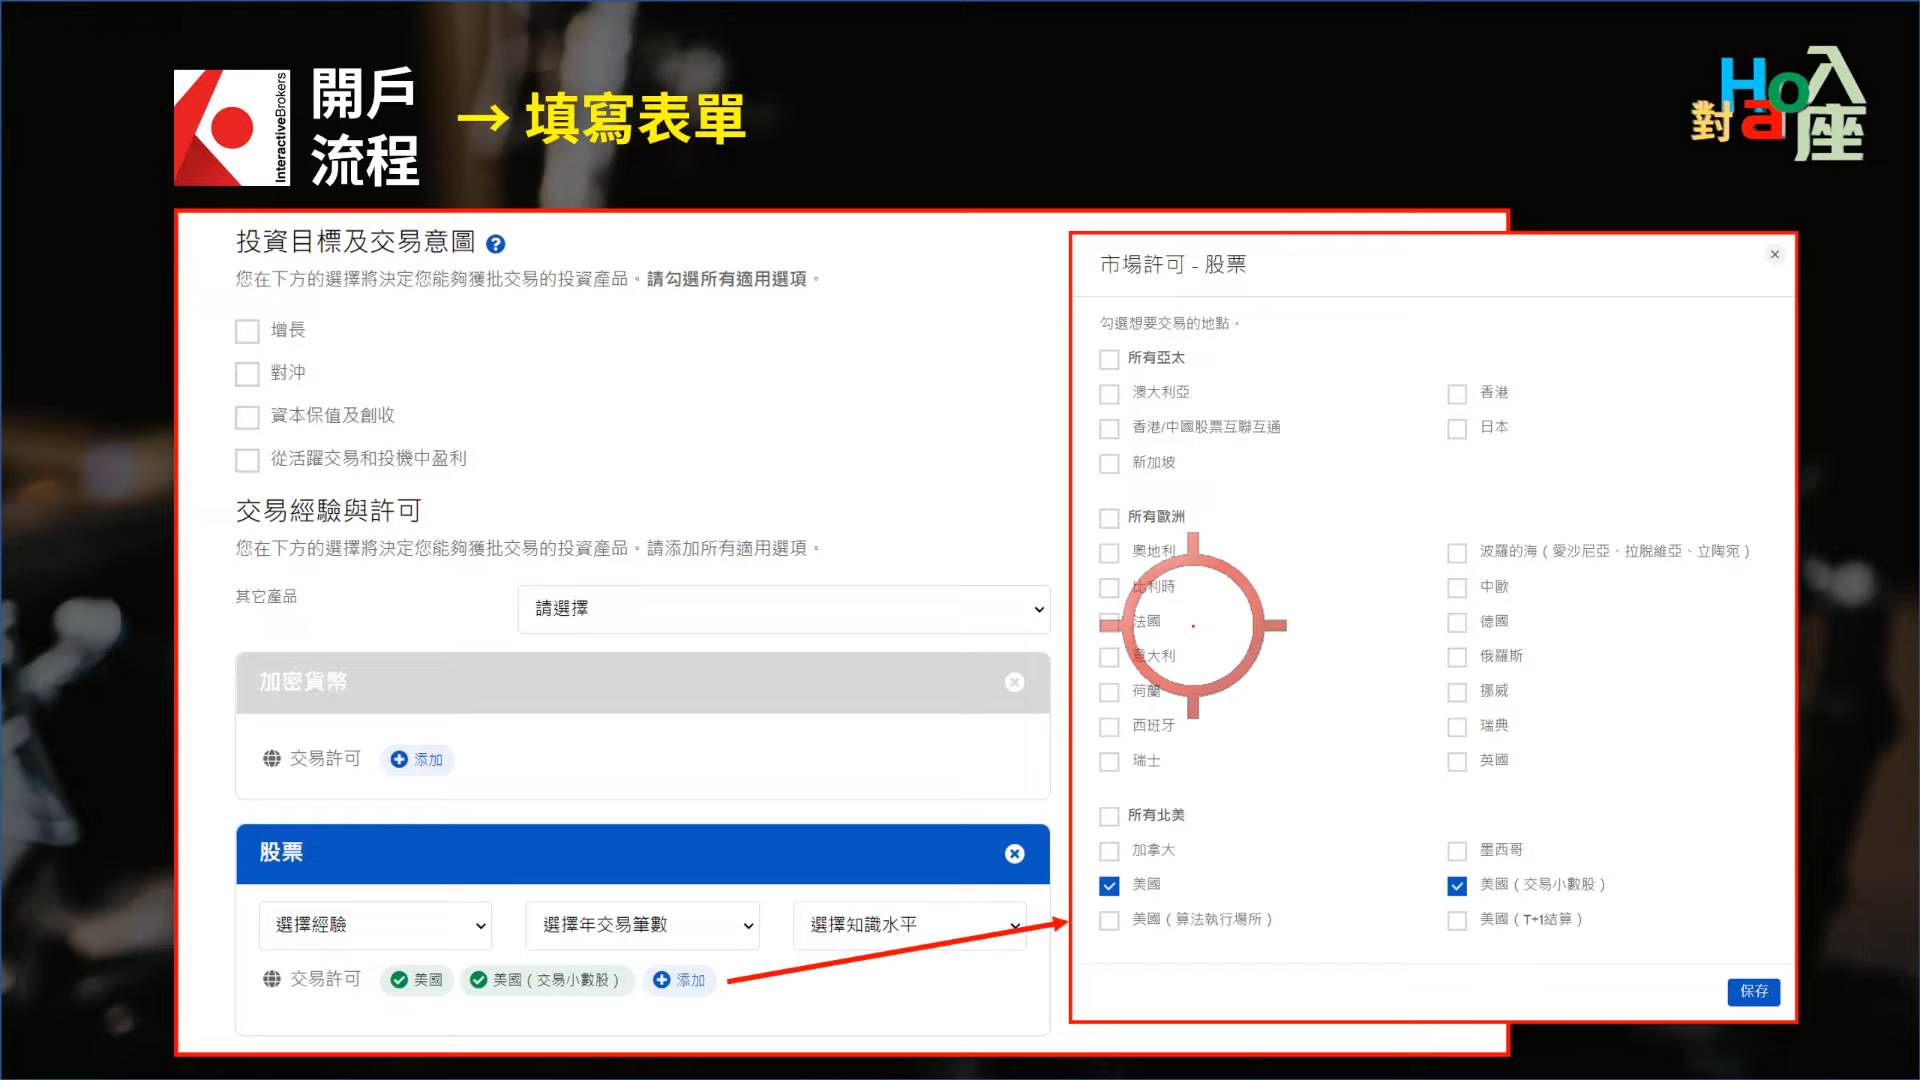 InteractiveBrokers
開戶
流程
→ 填寫表單
對 Ho a 入座
投資目標及交易意圖 ?
您在下方的選擇將決定您能夠獲批交易的投資產品。請勾選所有適用選項。
增長
對沖
資本保值及創收
從活躍交易和投機中盈利
交易經驗與許可
您在下方的選擇將決定您能夠獲批交易的投資產品。請添加所有適用選項。
其它產品
請選擇
加密貨幣
交易許可 添加
股票
選擇經驗 選擇年交易筆數 選擇知識水平
交易許可 美國 美國（交易小數股） 添加
市場許可 - 股票
勾選想要交易的地點。
所有亞太
澳大利亞 香港
香港/中國股票互聯互通 日本
新加坡
所有歐洲
奧地利 波羅的海（愛沙尼亞、拉脫維亞、立陶宛）
比利時 中歐
法國 德國
意大利 俄羅斯
荷蘭 挪威
西班牙 瑞典
瑞士 英國
所有北美
加拿大 墨西哥
美國 美國（交易小數股）
美國（算法執行場所） 美國（T+1結算）
保存